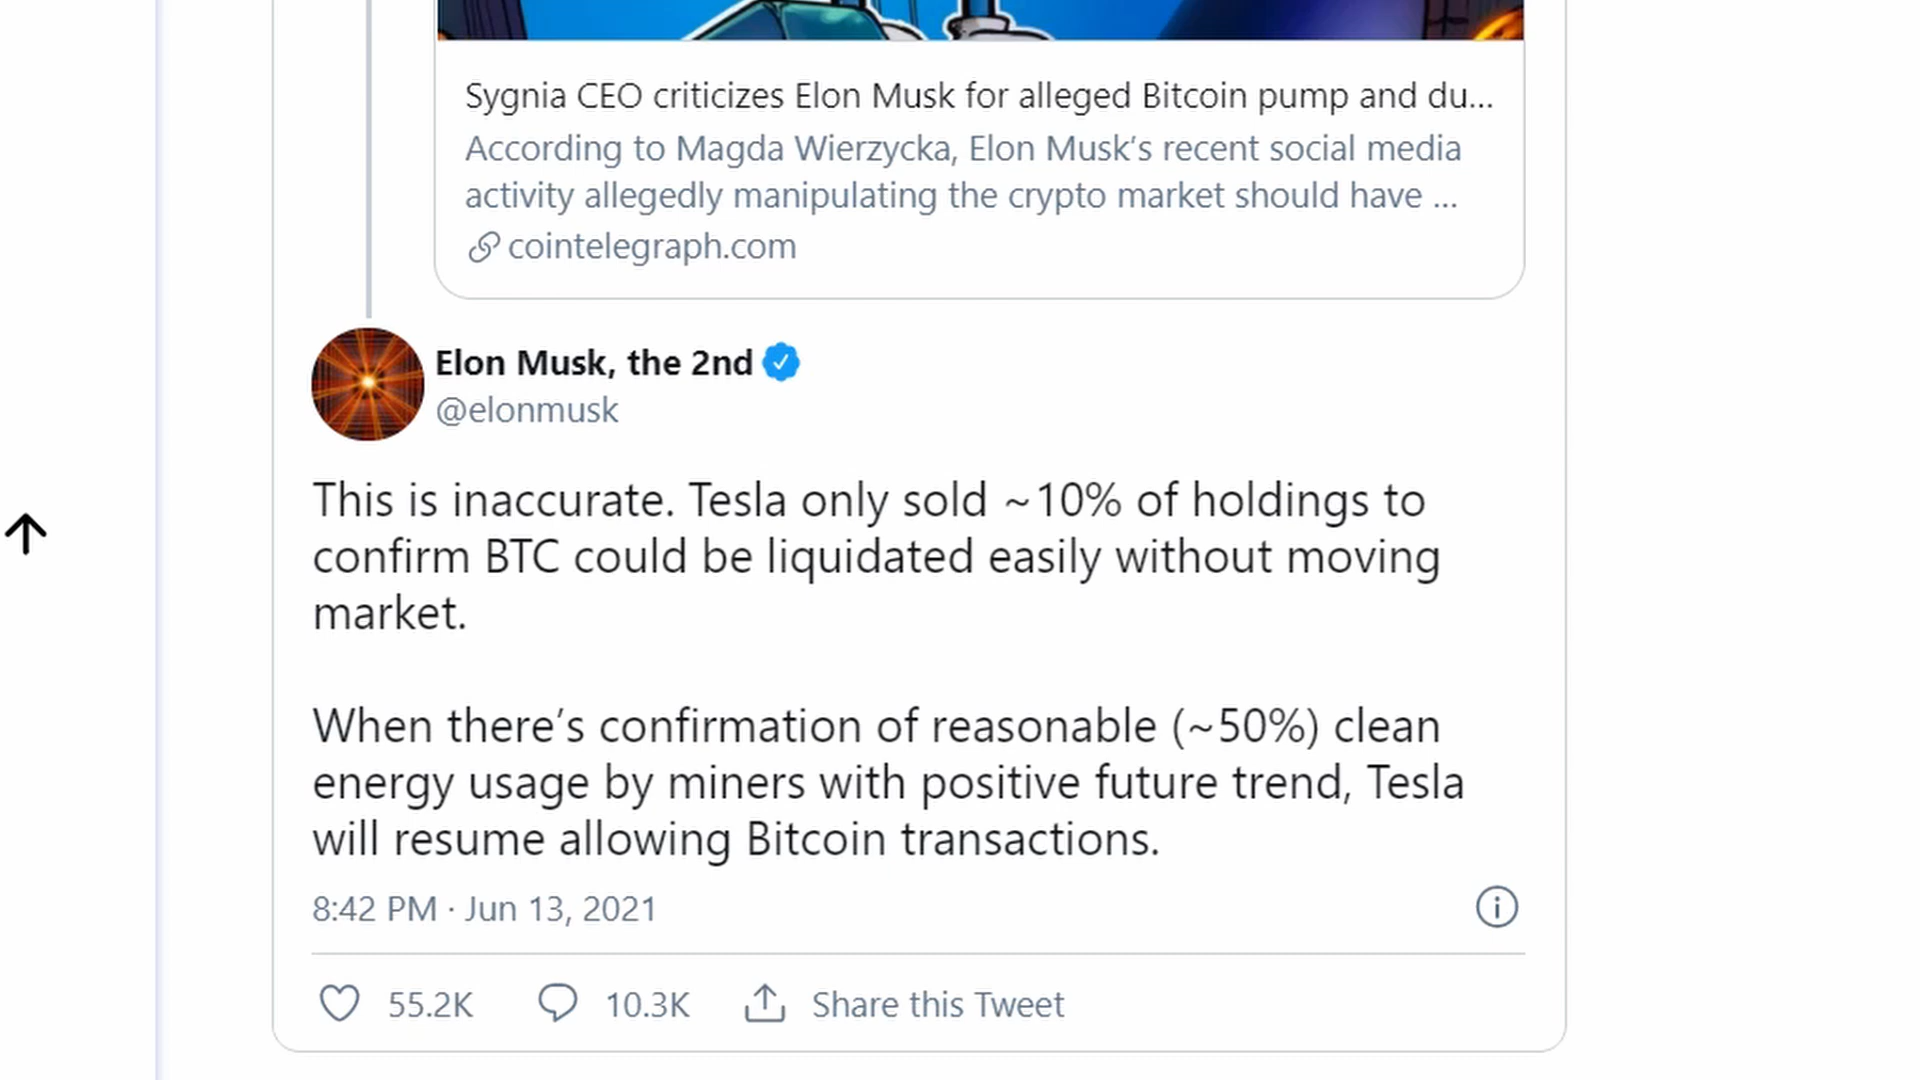 Sygnia CEO criticizes Elon Musk for alleged Bitcoin pump and du...
According to Magda Wierzycka, Elon Musk’s recent social media
activity allegedly manipulating the crypto market should have ...
cointelegraph.com
Elon Musk, the 2nd
@elonmusk
This is inaccurate. Tesla only sold ~10% of holdings to
confirm BTC could be liquidated easily without moving
market.
When there’s confirmation of reasonable (~50%) clean
energy usage by miners with positive future trend, Tesla
will resume allowing Bitcoin transactions.
8:42 PM · Jun 13, 2021
55.2K 10.3K Share this Tweet